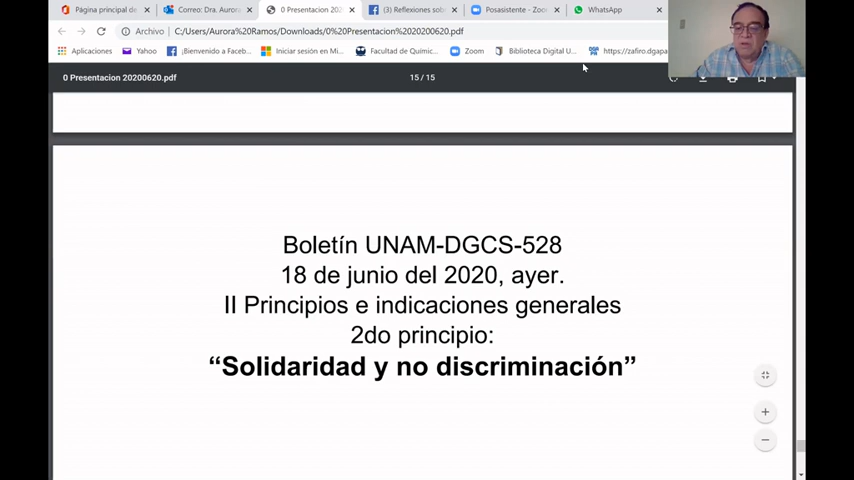 Página principal de
Correo: Dra. Aurora
0 Presentacion 202
(3) Reflexiones sob
Posasistente - Zoo
WhatsApp
Archivo
C:/Users/Aurora%20Ramos/Downloads/0%20Presentacion%2020200620.pdf
Aplicaciones
Yahoo
¡Bienvenido a Faceb...
Iniciar sesión en Mi...
Facultad de Químic...
Zoom
Biblioteca Digital U...
https://zafiro.dgapa
0 Presentacion 20200620.pdf
15 / 15
Boletín UNAM-DGCS-528
18 de junio del 2020, ayer.
II Principios e indicaciones generales
2do principio:
“Solidaridad y no discriminación”